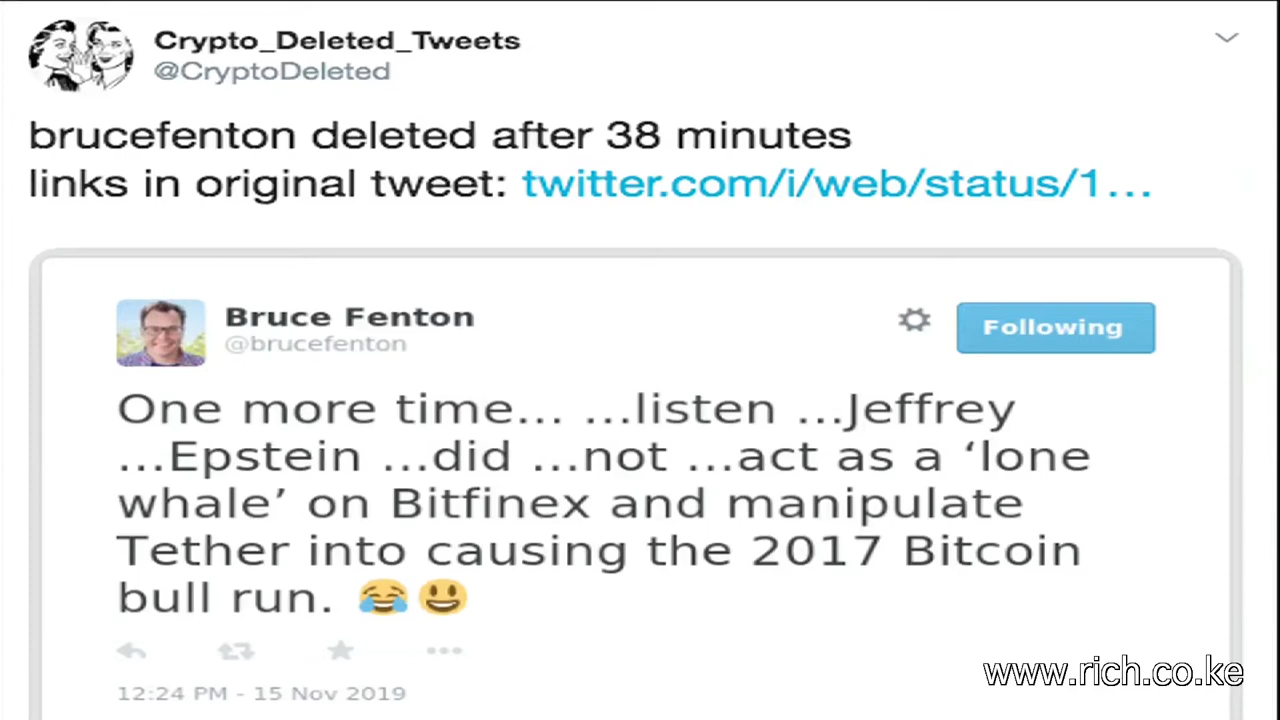 Crypto_Deleted_Tweets
@CryptoDeleted
brucefenton deleted after 38 minutes
links in original tweet: twitter.com/i/web/status/1...
Bruce Fenton
@brucefenton
Following
One more time... ...listen ...Jeffrey
...Epstein ...did ...not ...act as a ‘lone
whale’ on Bitfinex and manipulate
Tether into causing the 2017 Bitcoin
bull run. 😂😃
12:24 PM - 15 Nov 2019
www.rich.co.ke